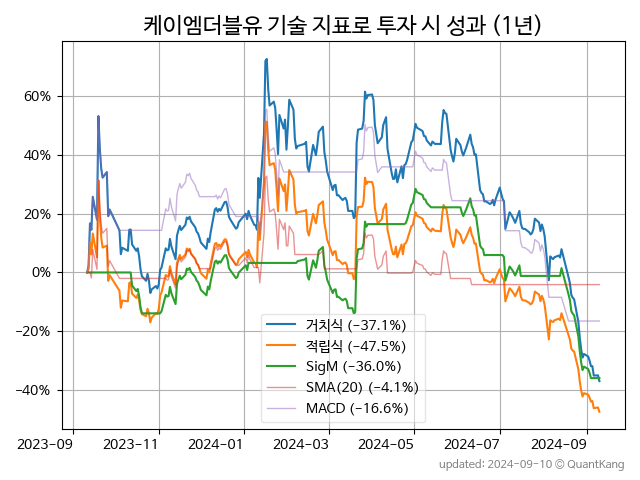 케이엠더블유 기술 지표로 투자 시 성과 (1년)
60%
40%
20%
0%
−20%
−40%
거치식 (−37.1%)
적립식 (−47.5%)
SigM (−36.0%)
SMA(20) (−4.1%)
MACD (−16.6%)
2023-09 2023-11 2024-01 2024-03 2024-05 2024-07 2024-09
updated: 2024-09-10 © QuantKang